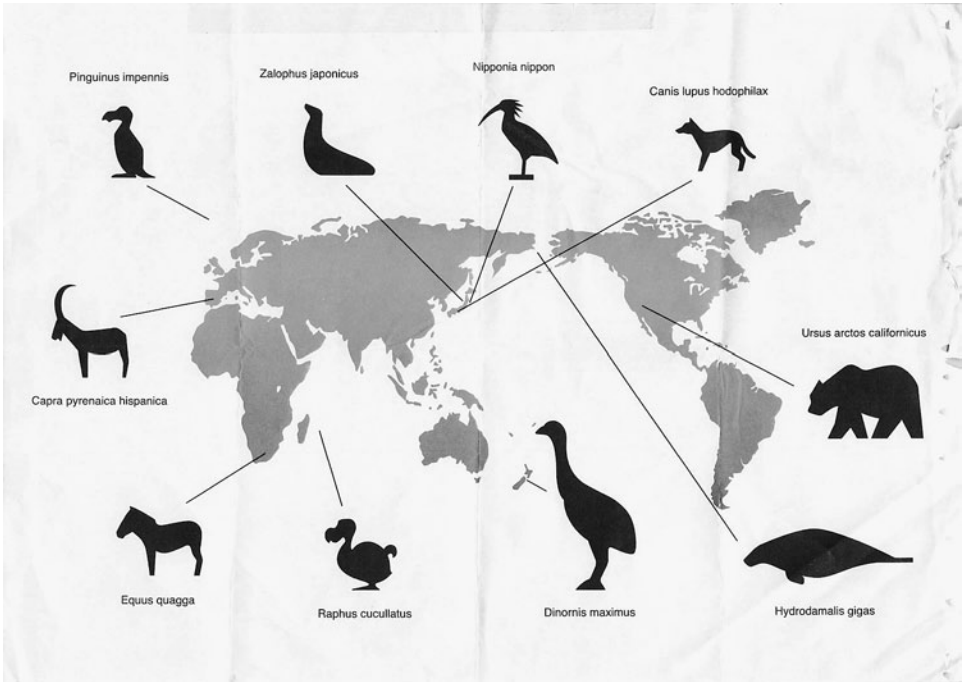 Pinguinus impennis
Zalophus japonicus
Nipponia nippon
Canis lupus hodophilax
Capra pyrenaica hispanica
Ursus arctos californicus
Equus quagga
Raphus cucullatus
Dinornis maximus
Hydrodamalis gigas